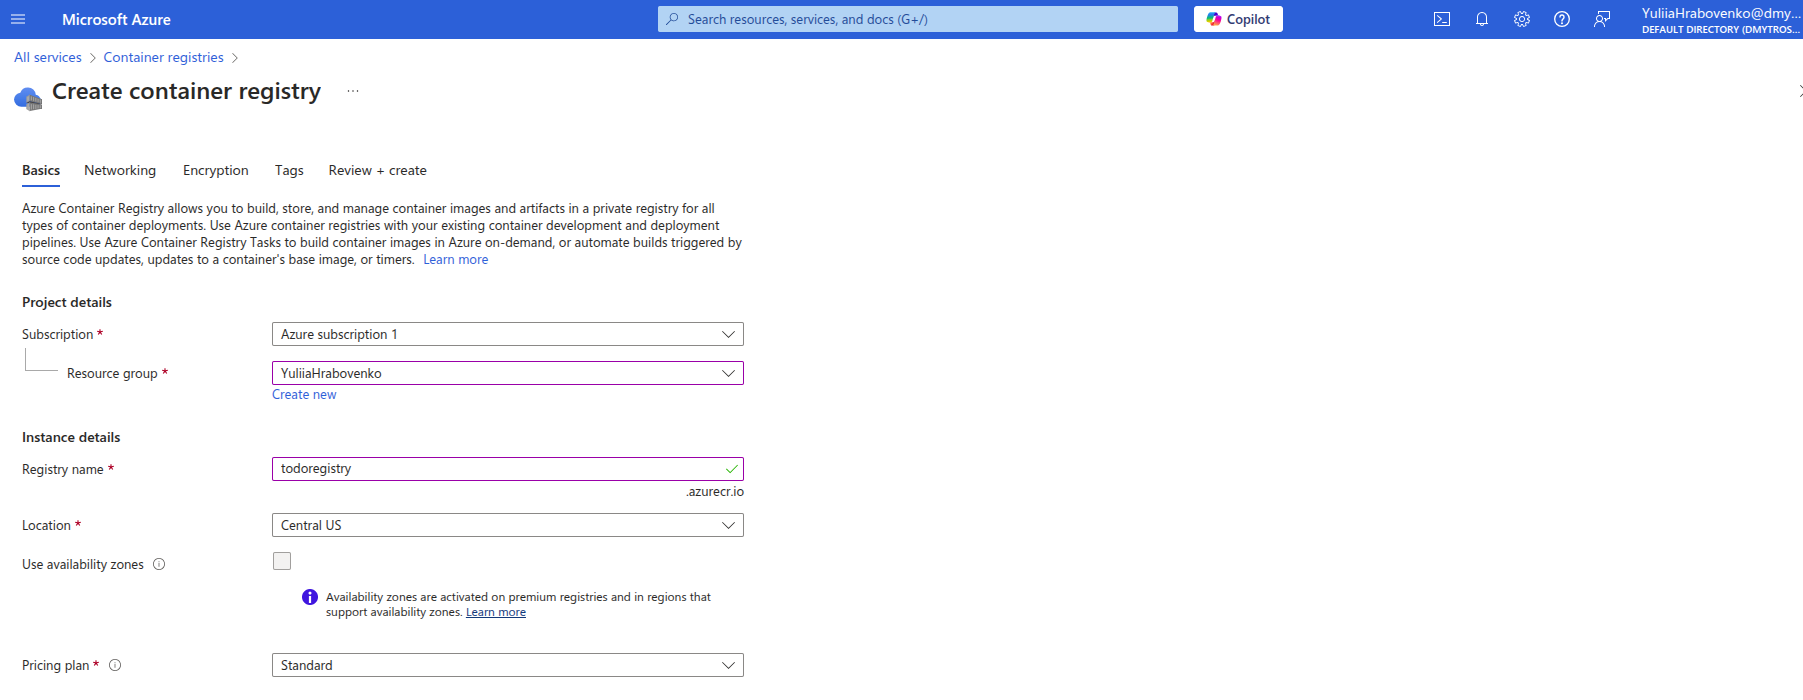 Microsoft Azure
Search resources, services, and docs (G+/)
Copilot
YuliiaHrabovenko@dmy...
DEFAULT DIRECTORY (DMYTROS...
All services > Container registries >
Create container registry ...
Basics Networking Encryption Tags Review + create
Azure Container Registry allows you to build, store, and manage container images and artifacts in a private registry for all
types of container deployments. Use Azure container registries with your existing container development and deployment
pipelines. Use Azure Container Registry Tasks to build container images in Azure on-demand, or automate builds triggered by
source code updates, updates to a container's base image, or timers. Learn more
Project details
Subscription * Azure subscription 1
Resource group * YuliiaHrabovenko
Create new
Instance details
Registry name * todoregistry
.azurecr.io
Location * Central US
Use availability zones
Availability zones are activated on premium registries and in regions that
support availability zones. Learn more
Pricing plan * Standard